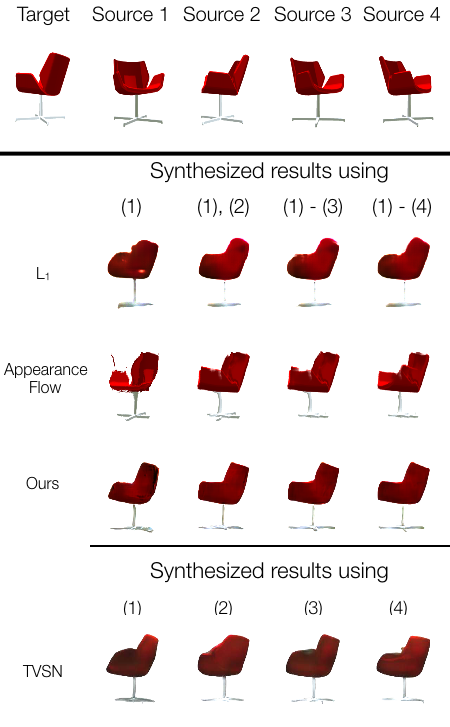 Target Source 1 Source 2 Source 3 Source 4
Synthesized results using
(1) (1), (2) (1) - (3) (1) - (4)
L₁
Appearance
Flow
Ours
Synthesized results using
(1) (2) (3) (4)
TVSN